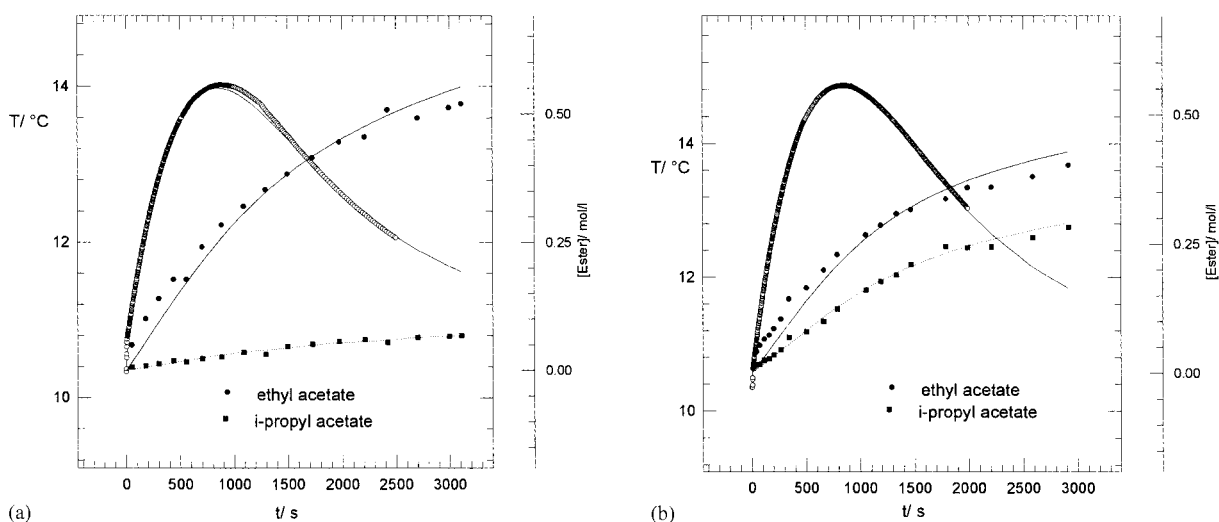 14
T/ °C
12
10
0.50
0.25
0.00
[Ester]/ mol/l
ethyl acetate
i-propyl acetate
0 500 1000 1500 2000 2500 3000
t/ s
(a)
16
T/ °C
14
12
10
0.50
0.25
0.00
[Ester]/ mol/l
ethyl acetate
i-propyl acetate
0 500 1000 1500 2000 2500 3000
t/ s
(b)